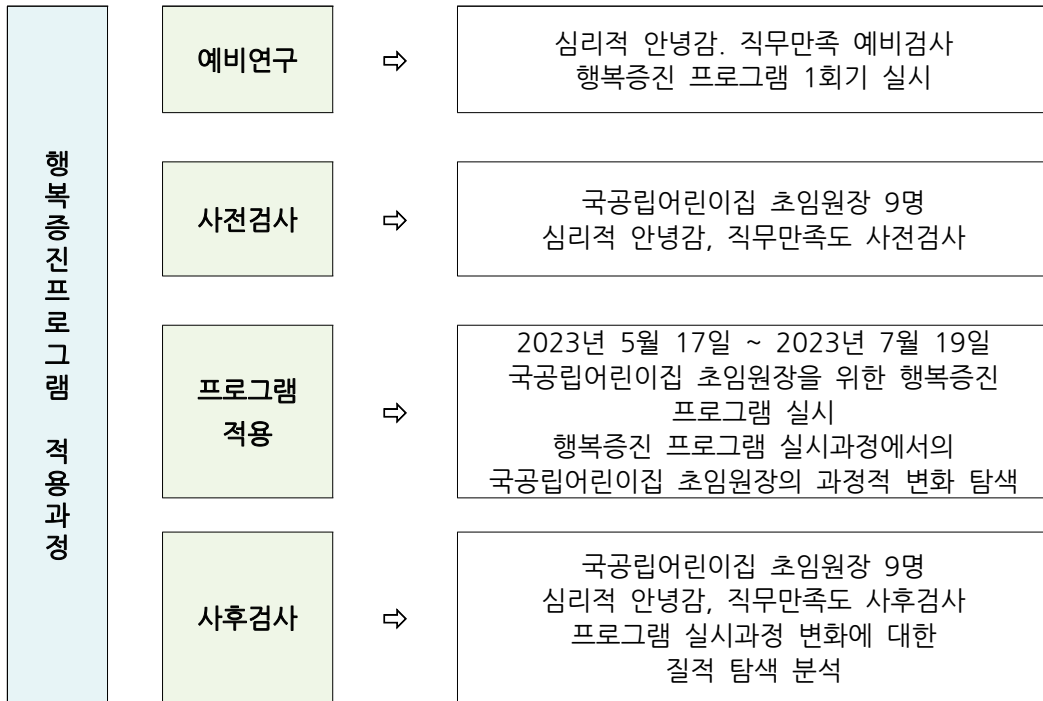 행복증진프로그램 적용과정
예비연구
⇨
심리적 안녕감. 직무만족 예비검사
행복증진 프로그램 1회기 실시
사전검사
⇨
국공립어린이집 초임원장 9명
심리적 안녕감, 직무만족도 사전검사
프로그램
적용
⇨
2023년 5월 17일 ~ 2023년 7월 19일
국공립어린이집 초임원장을 위한 행복증진
프로그램 실시
행복증진 프로그램 실시과정에서의
국공립어린이집 초임원장의 과정적 변화 탐색
사후검사
⇨
국공립어린이집 초임원장 9명
심리적 안녕감, 직무만족도 사후검사
프로그램 실시과정 변화에 대한
질적 탐색 분석